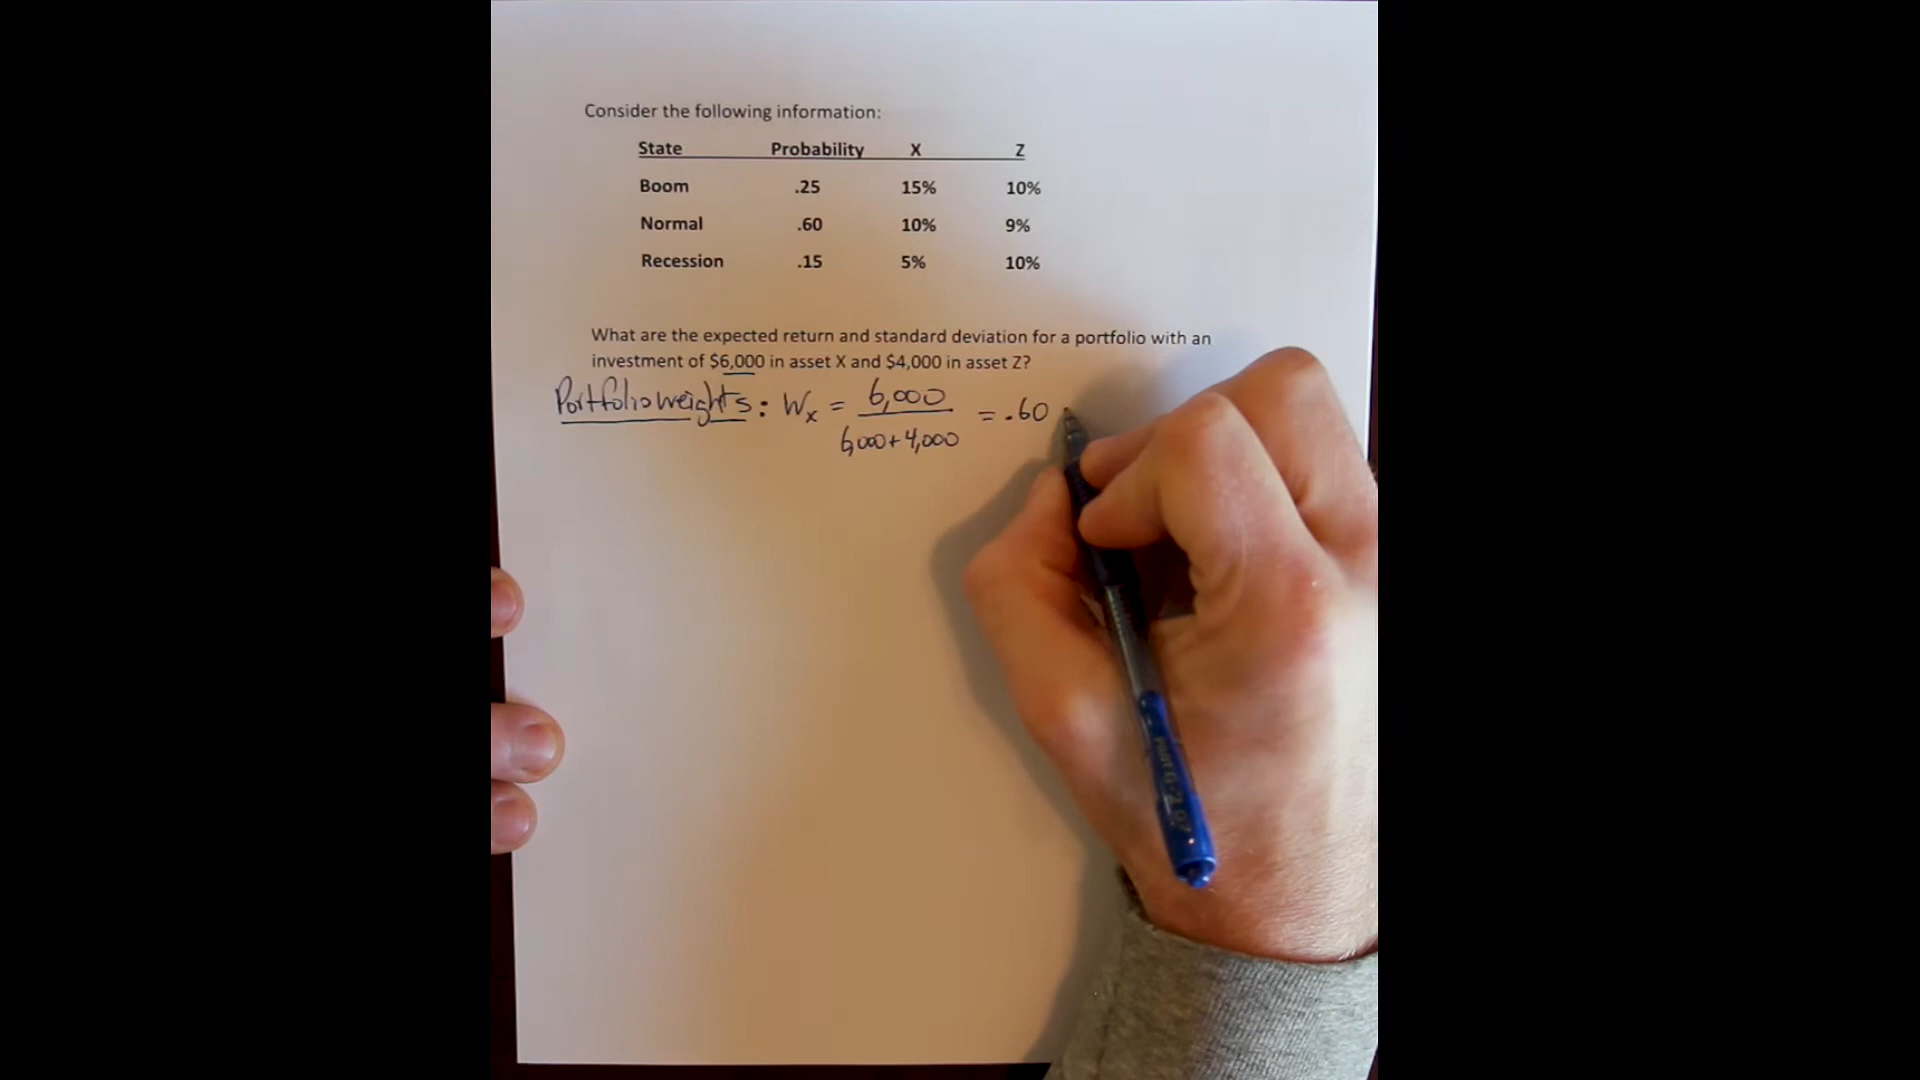 Consider the following information:
State Probability X Z
Boom .25 15% 10%
Normal .60 10% 9%
Recession .15 5% 10%
What are the expected return and standard deviation for a portfolio with an
investment of $6,000 in asset X and $4,000 in asset Z?
Portfolio weights: Wx = 6,000 / 6,000+4,000 = .60